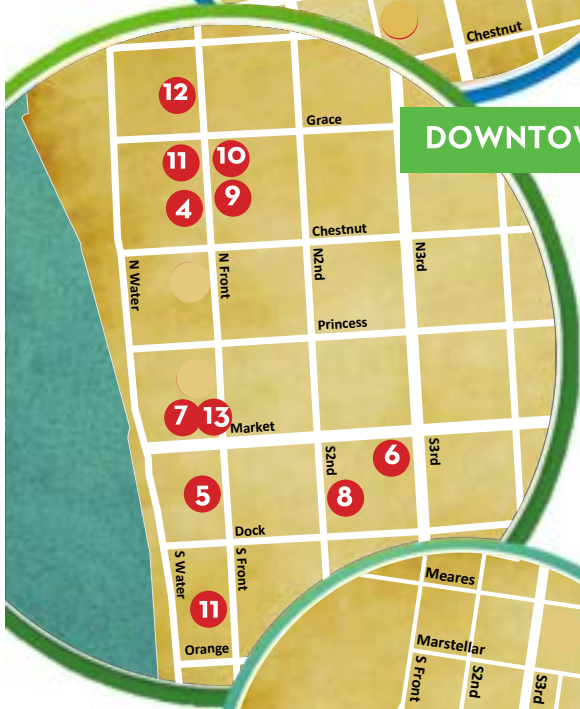 Chestnut
12
Grace
DOWNTOW
11
10
4
9
Chestnut
N Water
N Front
N2nd
N3rd
Princess
7
13
Market
S2nd
6
S3rd
5
8
Dock
S Water
S Front
11
Orange
Meares
Marstellar
S Front
S2nd
S3rd